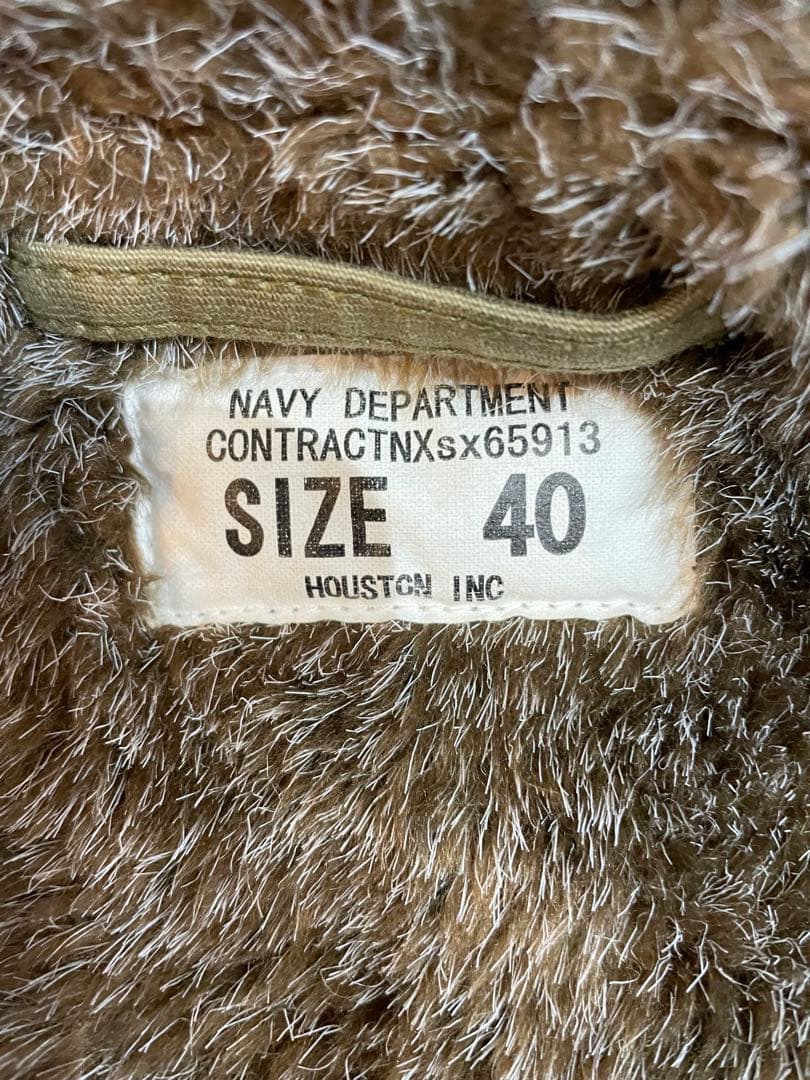 NAVY DEPARTMENT
CONTRACTNXsx65913
SIZE 40
HOUSTON INC